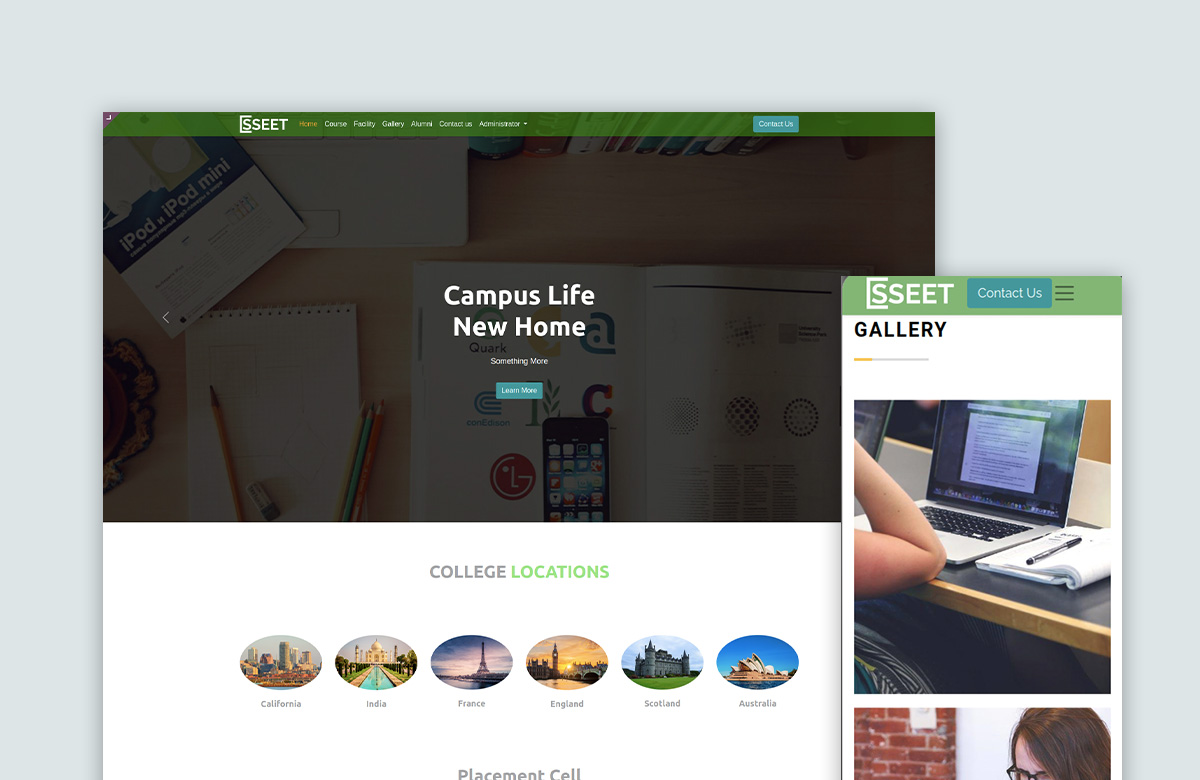 SSEET
Home Course Facility Gallery Alumni Contact us Administrator
Contact Us
iPod и iPod mini
Campus Life
New Home
Quark
Something More
Learn More
conEdison
LG
COLLEGE LOCATIONS
California India France England Scotland Australia
Placement Cell
SSEET Contact Us
GALLERY